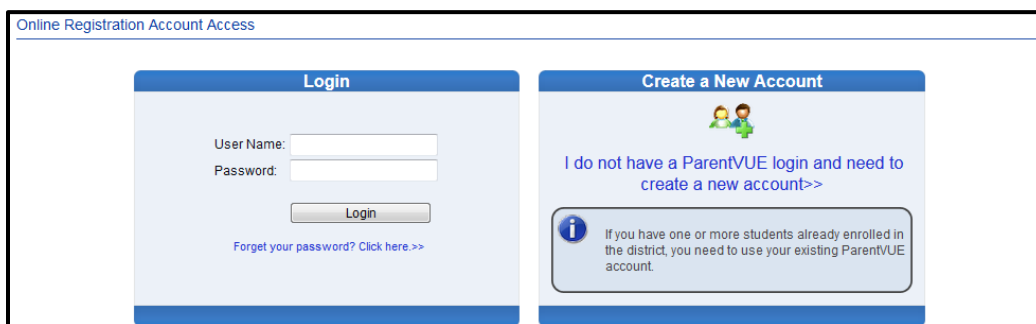 Online Registration Account Access
Login
User Name:
Password:
Login
Forget your password? Click here.>>
Create a New Account
I do not have a ParentVUE login and need to
create a new account>>
If you have one or more students already enrolled in
the district, you need to use your existing ParentVUE
account.